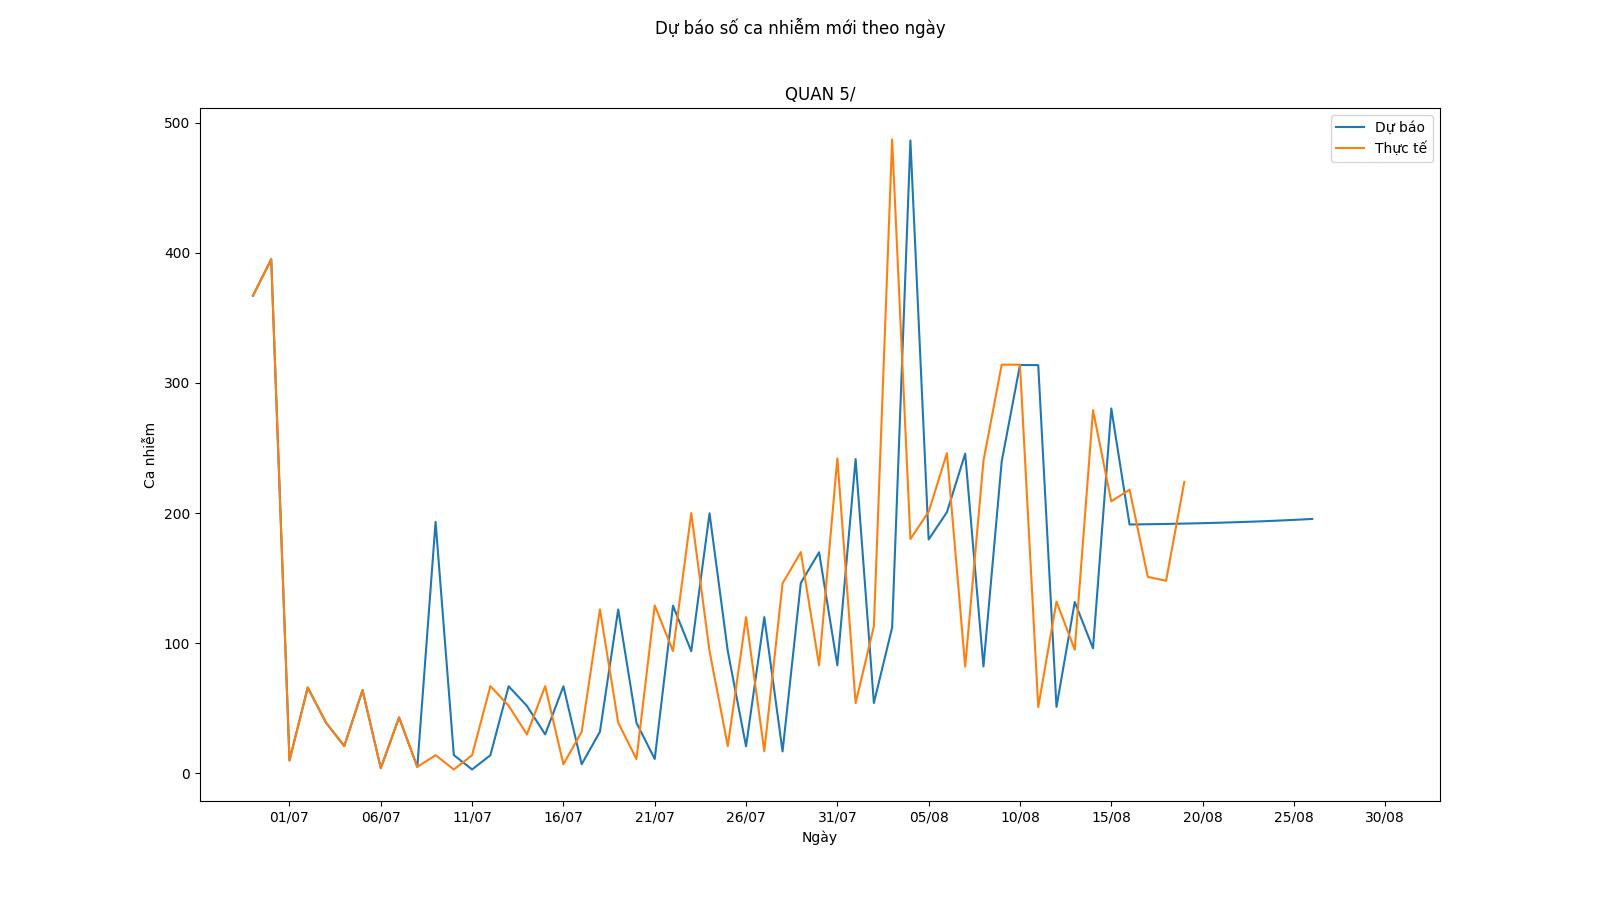 Dự báo số ca nhiễm mới theo ngày
QUAN 5/
Dự báo
Thực tế
Ca nhiễm
500
400
300
200
100
0
01/07 06/07 11/07 16/07 21/07 26/07 31/07 05/08 10/08 15/08 20/08 25/08 30/08
Ngày